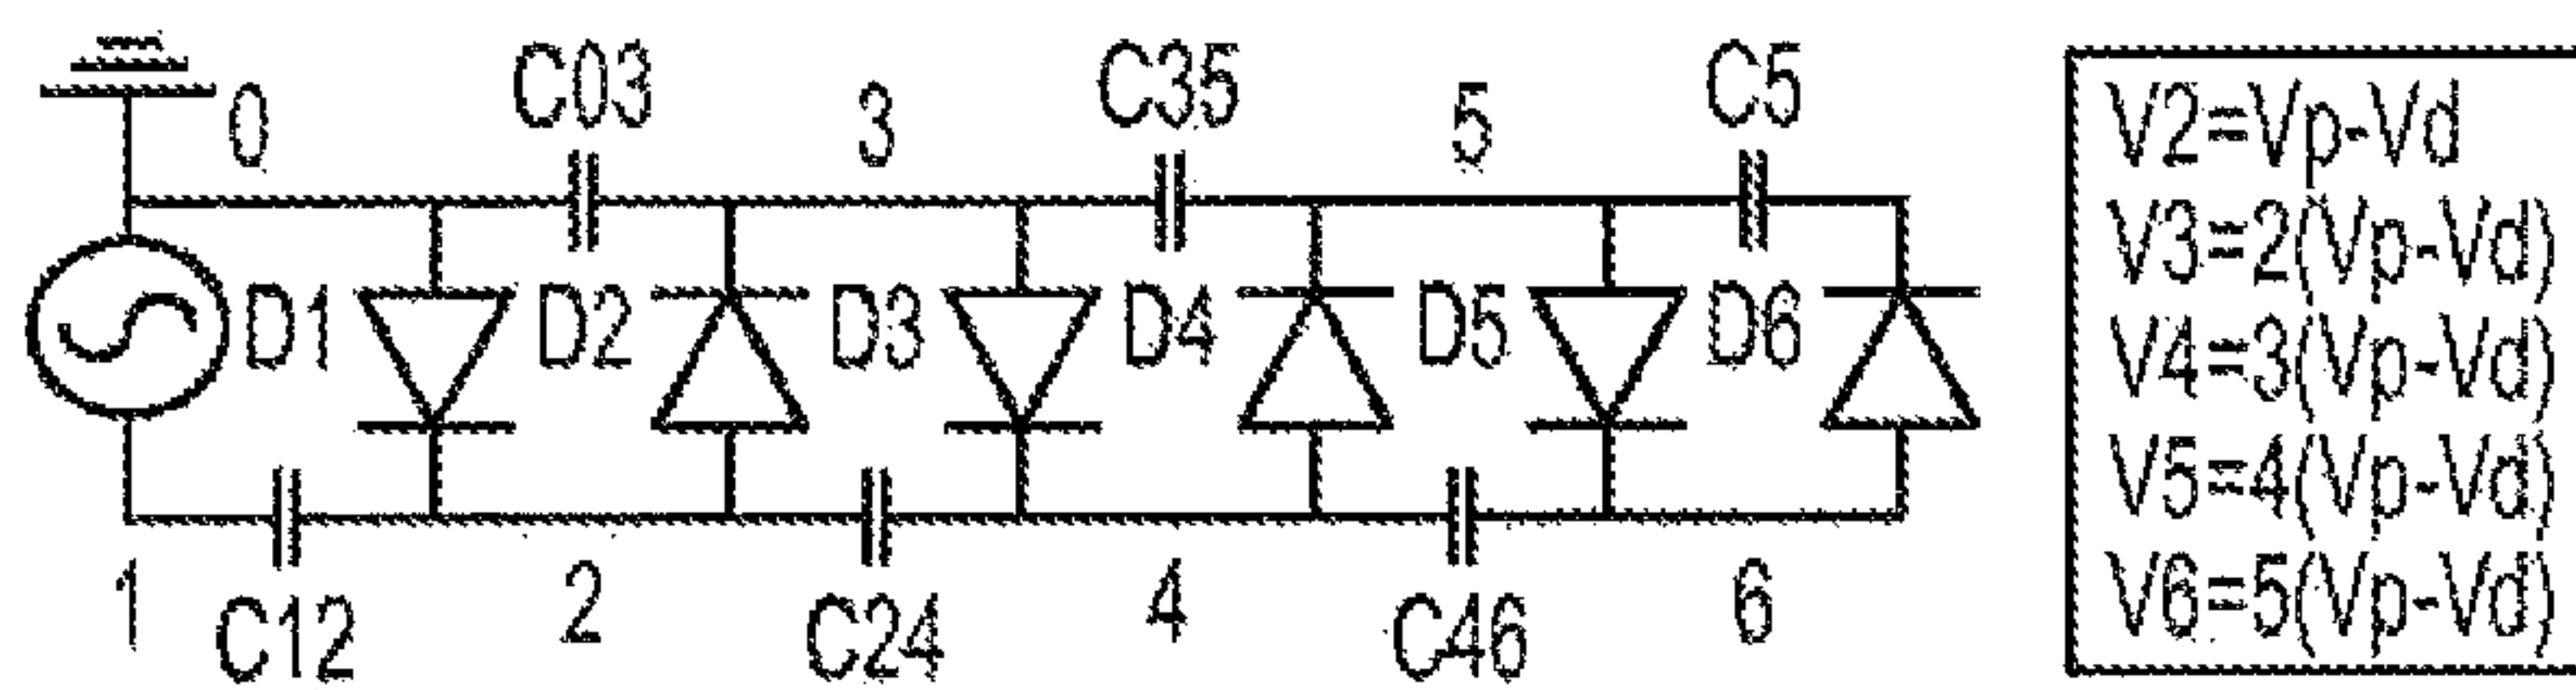 0
C03
3
C35
5
C5
D1
D2
D3
D4
D5
D6
1
C12
2
C24
4
C46
6
V2=Vp-Vd
V3=2(Vp-Vd)
V4=3(Vp-Vd)
V5=4(Vp-Vd)
V6=5(Vp-Vd)